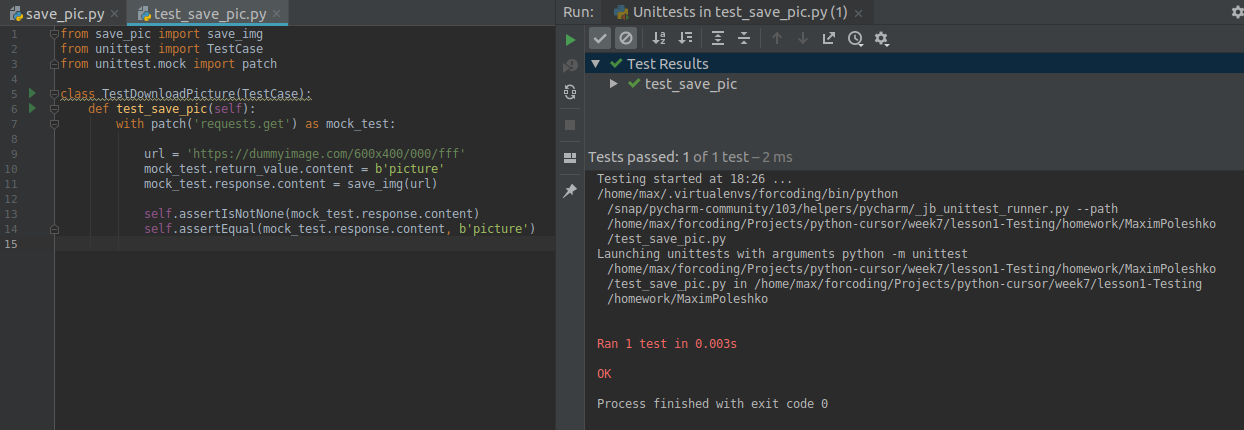 save_pic.py
test_save_pic.py
1 from save_pic import save_img
2 from unittest import TestCase
3 from unittest.mock import patch
4
5 class TestDownloadPicture(TestCase):
6 def test_save_pic(self):
7 with patch('requests.get') as mock_test:
8
9 url = 'https://dummyimage.com/600x400/000/fff'
10 mock_test.return_value.content = b'picture'
11 mock_test.response.content = save_img(url)
12
13 self.assertIsNotNone(mock_test.response.content)
14 self.assertEqual(mock_test.response.content, b'picture')
15
Run: Unittests in test_save_pic.py (1)
Test Results
test_save_pic
Tests passed: 1 of 1 test – 2 ms
Testing started at 18:26 ...
/home/max/.virtualenvs/forcoding/bin/python
/snap/pycharm-community/103/helpers/pycharm/_jb_unittest_runner.py --path
/home/max/forcoding/Projects/python-cursor/week7/lesson1-Testing/homework/MaximPoleshko
/test_save_pic.py
Launching unittests with arguments python -m unittest
/home/max/forcoding/Projects/python-cursor/week7/lesson1-Testing/homework/MaximPoleshko
/test_save_pic.py in /home/max/forcoding/Projects/python-cursor/week7/lesson1-Testing
/homework/MaximPoleshko
Ran 1 test in 0.003s
OK
Process finished with exit code 0